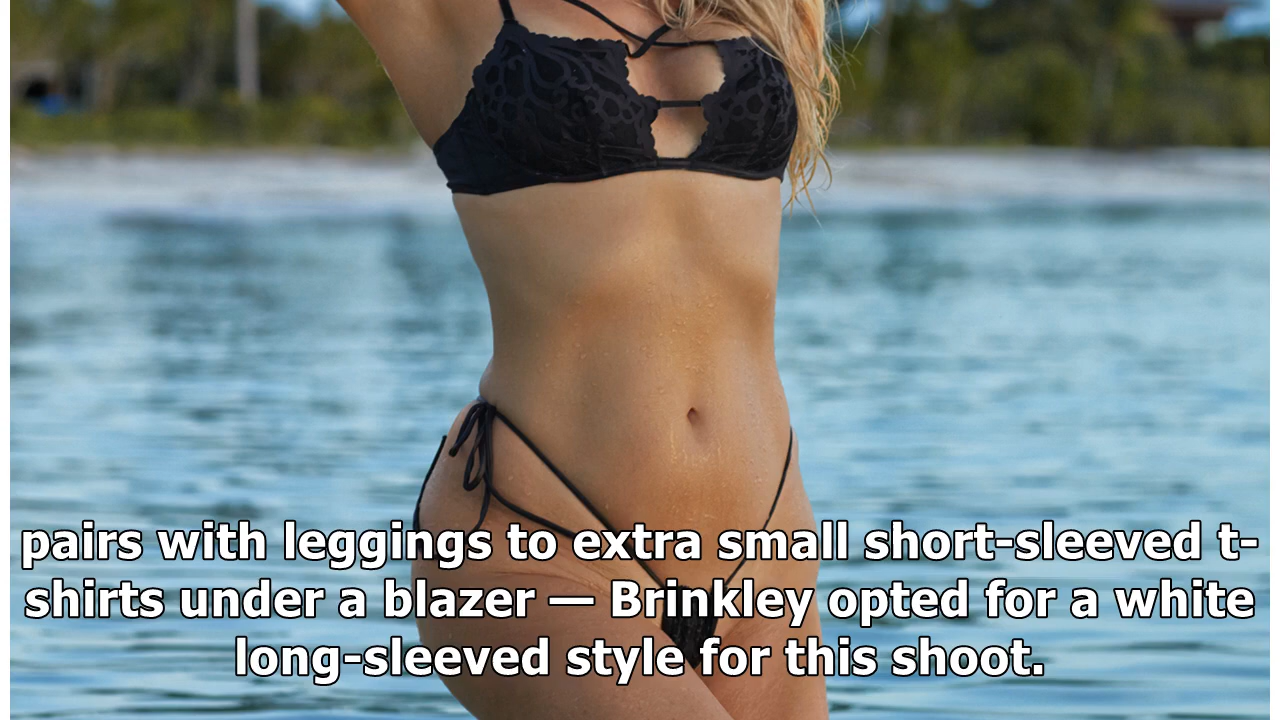 pairs with leggings to extra small short-sleeved t-
shirts under a blazer — Brinkley opted for a white
long-sleeved style for this shoot.